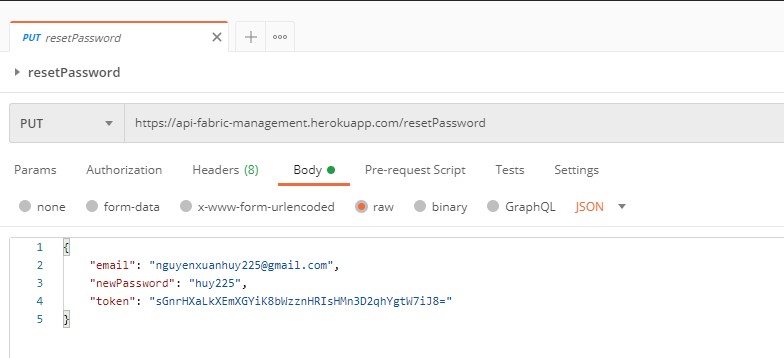 PUT resetPassword
resetPassword
PUT https://api-fabric-management.herokuapp.com/resetPassword
Params Authorization Headers (8) Body Pre-request Script Tests Settings
none form-data x-www-form-urlencoded raw binary GraphQL JSON
1 {
2 "email": "nguyenxuanhuy225@gmail.com",
3 "newPassword": "huy225",
4 "token": "sGnrHXaLkXEmXGYiK8bWzznHRIsHMn3D2qhYgtW7iJ8="
5 }